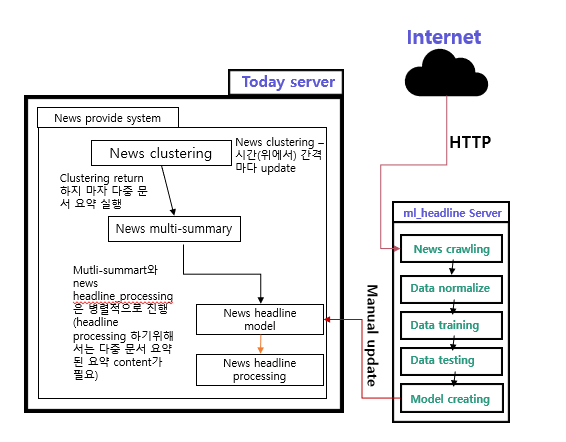 Internet
Today server
News provide system
News clustering
News clustering –
시간(위에서) 간격
마다 update
HTTP
Clustering return
하지 마자 다중 문
서 요약 실행
News multi-summary
ml_headline Server
News crawling
Data normalize
Data training
Data testing
Model creating
Mutli-summart와
news
headline processing
은 병렬적으로 진행
(headline
processing 하기위해
서는 다중 문서 요약
된 요약 content가
필요)
News headline
model
News headline
processing
Manual update